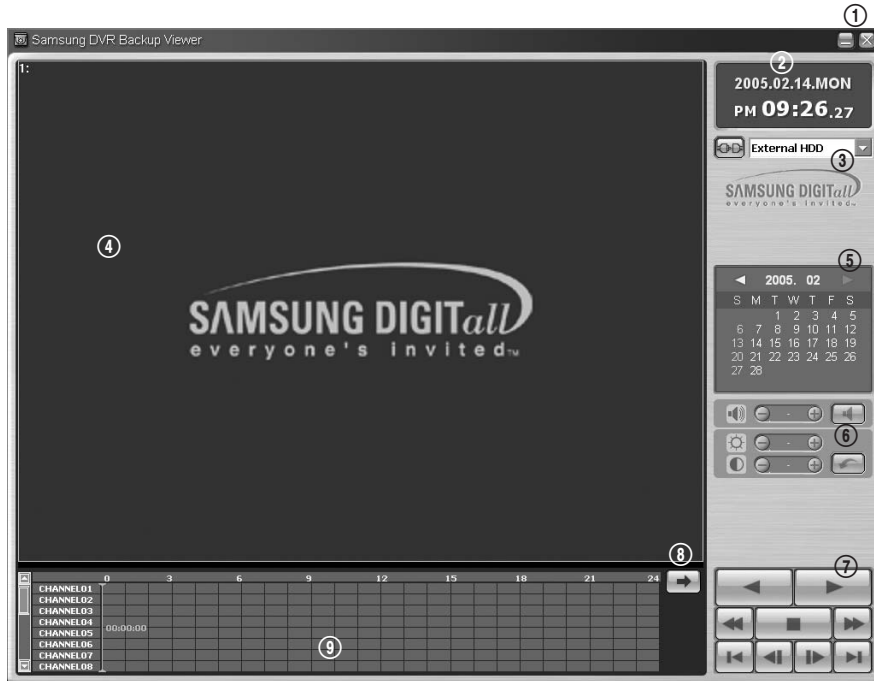 ①
Samsung DVR Backup Viewer
1:
②
2005.02.14.MON
PM 09:26.27
External HDD
③
SAMSUNG DIGITall
everyone's invited™
④
SAMSUNG DIGITall
everyone's invited™
⑤
2005. 02
S M T W T F S
1 2 3 4 5
6 7 8 9 10 11 12
13 14 15 16 17 18 19
20 21 22 23 24 25 26
27 28
- +
⑥
- +
- +
⑦
⑧
0 3 6 9 12 15 18 21 24
CHANNEL01
CHANNEL02
CHANNEL03
CHANNEL04
00:00:00
CHANNEL05
CHANNEL06
⑨
CHANNEL07
CHANNEL08